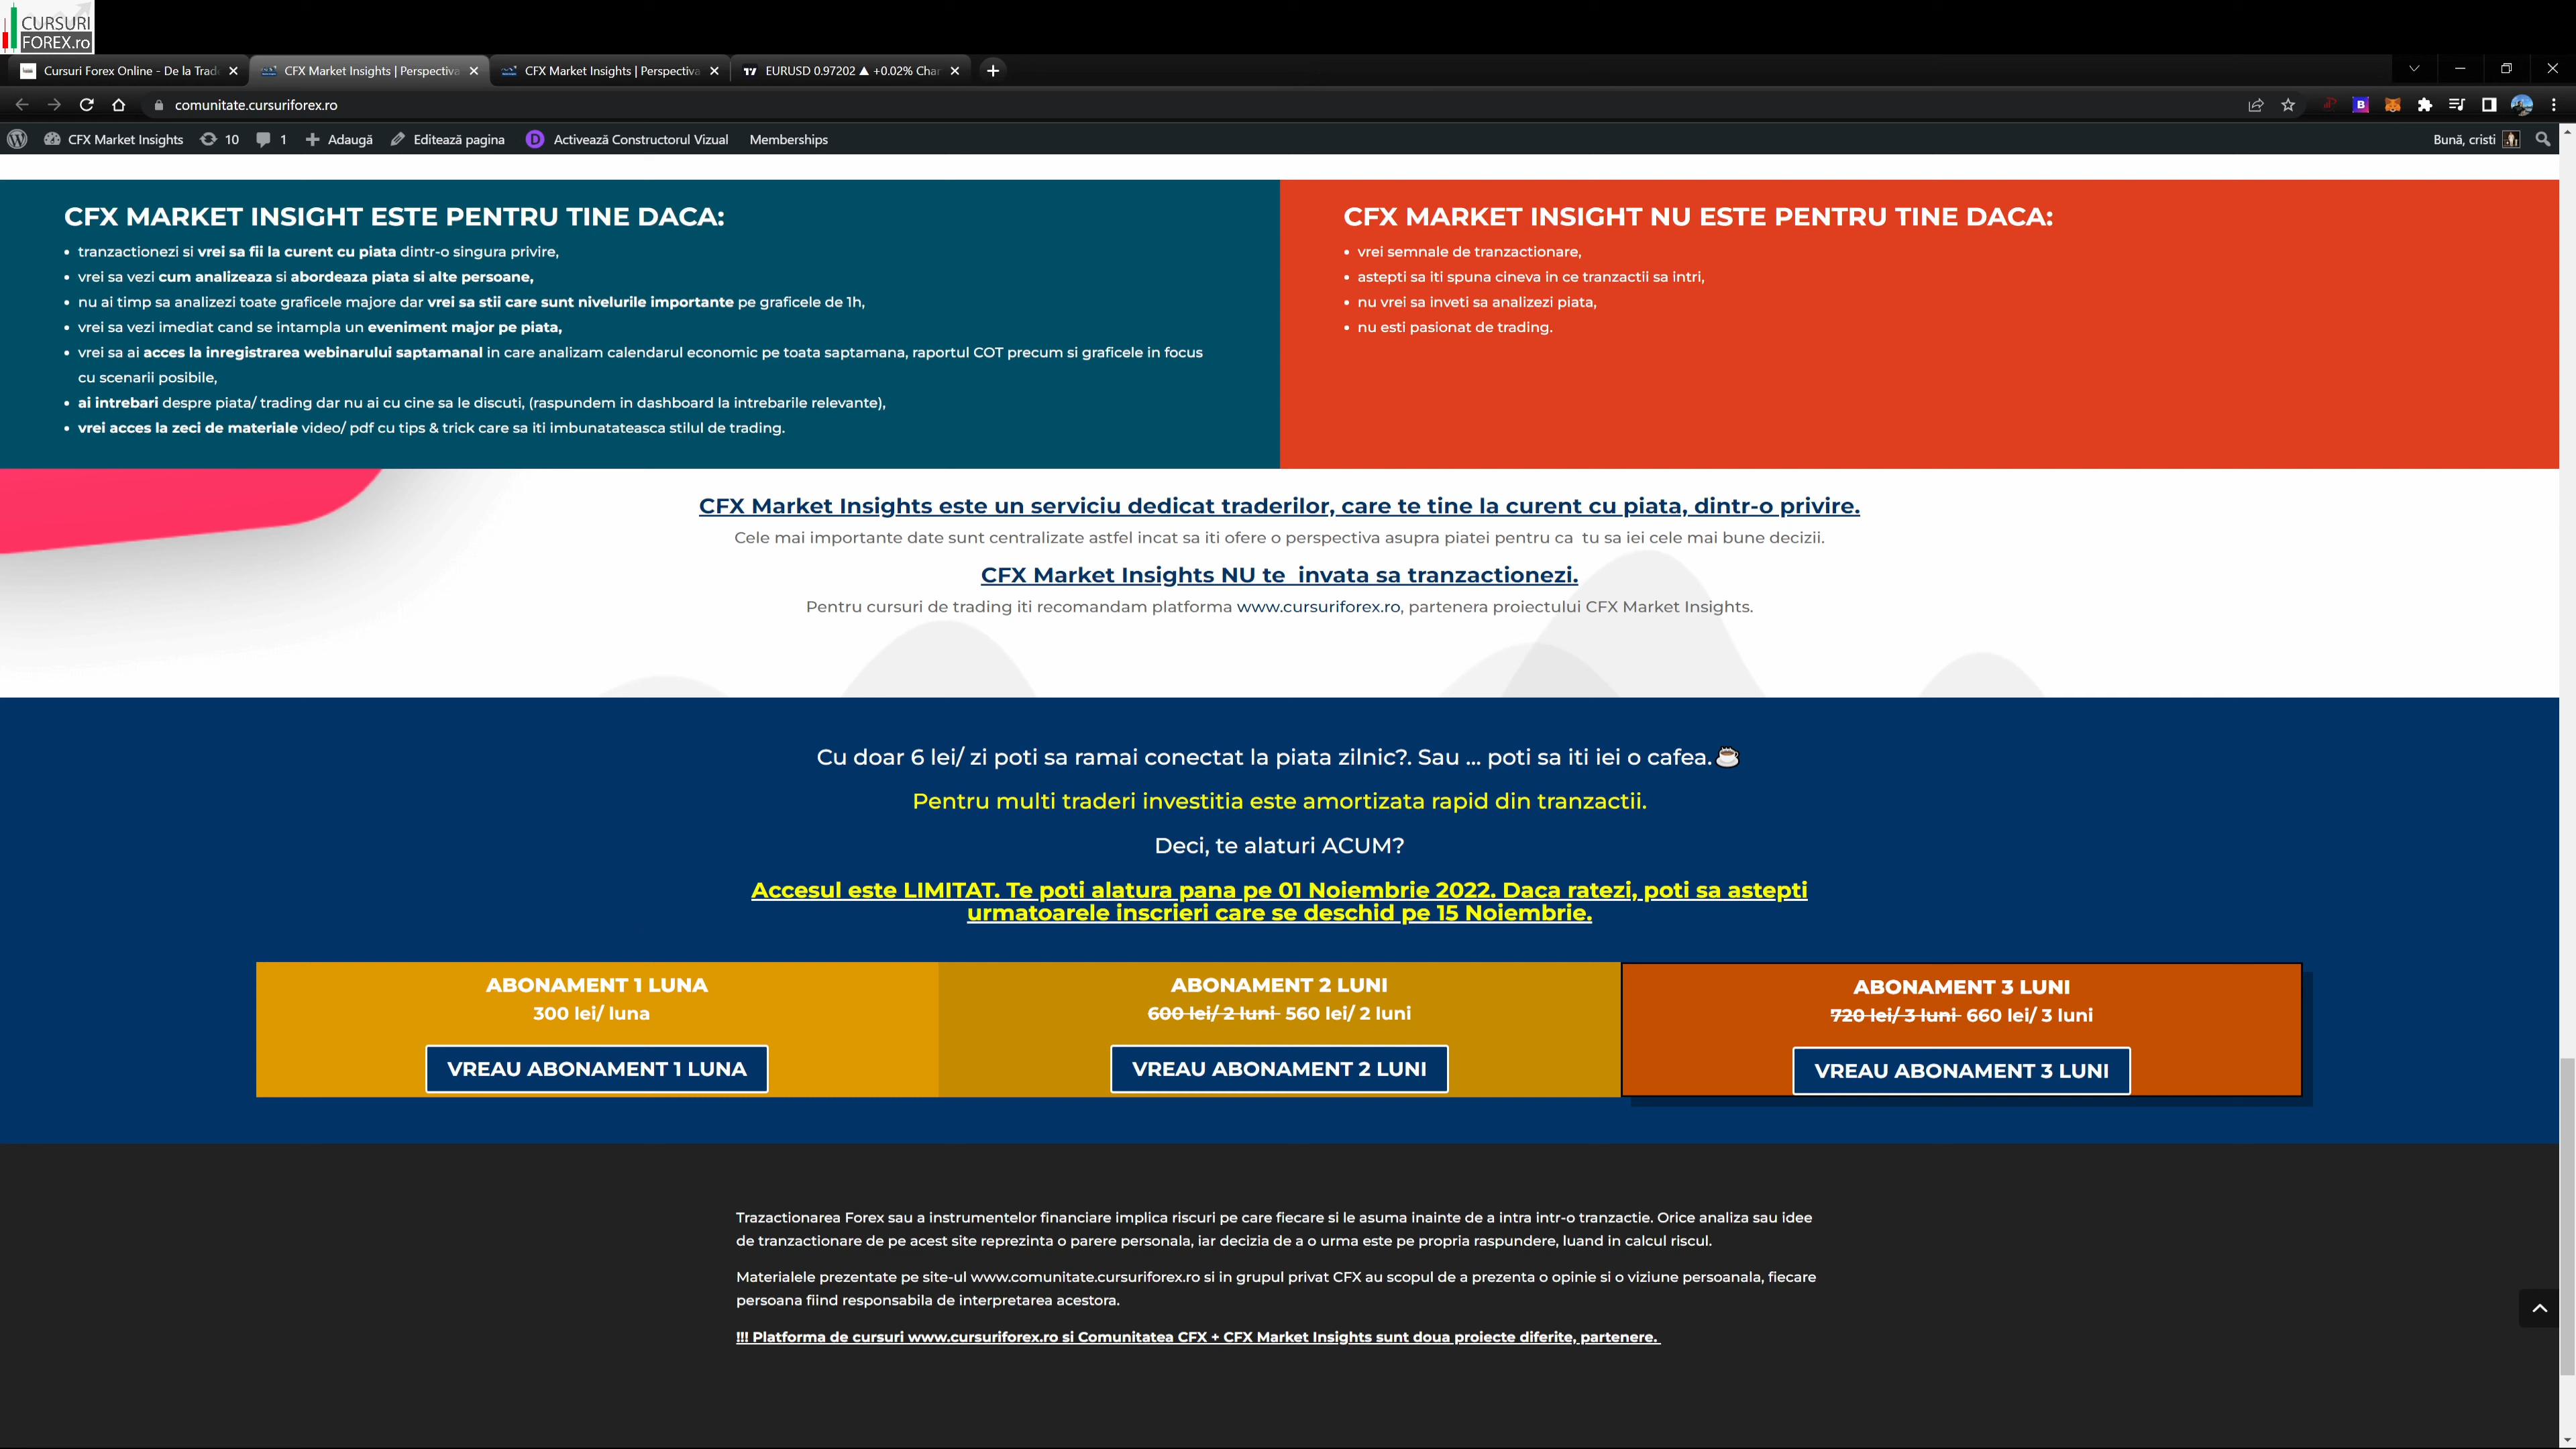 CURSURI
FOREX.ro
Cursuri Forex Online - De la Trad
CFX Market Insights | Perspectiva
CFX Market Insights | Perspectiva
EURUSD 0.97202 ▲ +0.02% Char
comunitate.cursuriforex.ro
CFX Market Insights
10
1
Adaugă
Editează pagina
D
Activează Constructorul Vizual
Memberships
Bună, cristi
CFX MARKET INSIGHT ESTE PENTRU TINE DACA:
• tranzactionezi si vrei sa fii la curent cu piata dintr-o singura privire,
• vrei sa vezi cum analizeaza si abordeaza piata si alte persoane,
• nu ai timp sa analizezi toate graficele majore dar vrei sa stii care sunt nivelurile importante pe graficele de 1h,
• vrei sa vezi imediat cand se intampla un eveniment major pe piata,
• vrei sa ai acces la inregistrarea webinarului saptamanal in care analizam calendarul economic pe toata saptamana, raportul COT precum si graficele in focus
cu scenarii posibile,
• ai intrebari despre piata/ trading dar nu ai cu cine sa le discuti, (raspundem in dashboard la intrebarile relevante),
• vrei acces la zeci de materiale video/ pdf cu tips & trick care sa iti imbunatateasca stilul de trading.
CFX MARKET INSIGHT NU ESTE PENTRU TINE DACA:
• vrei semnale de tranzactionare,
• astepti sa iti spuna cineva in ce tranzactii sa intri,
• nu vrei sa inveti sa analizezi piata,
• nu esti pasionat de trading.
CFX Market Insights este un serviciu dedicat traderilor, care te tine la curent cu piata, dintr-o privire.
Cele mai importante date sunt centralizate astfel incat sa iti ofere o perspectiva asupra piatei pentru ca  tu sa iei cele mai bune decizii.
CFX Market Insights NU te  invata sa tranzactionezi.
Pentru cursuri de trading iti recomandam platforma www.cursuriforex.ro, partenera proiectului CFX Market Insights.
Cu doar 6 lei/ zi poti sa ramai conectat la piata zilnic?. Sau ... poti sa iti iei o cafea.☕
Pentru multi traderi investitia este amortizata rapid din tranzactii.
Deci, te alaturi ACUM?
Accesul este LIMITAT. Te poti alatura pana pe 01 Noiembrie 2022. Daca ratezi, poti sa astepti
urmatoarele inscrieri care se deschid pe 15 Noiembrie.
ABONAMENT 1 LUNA
300 lei/ luna
VREAU ABONAMENT 1 LUNA
ABONAMENT 2 LUNI
600 lei/ 2 luni  560 lei/ 2 luni
VREAU ABONAMENT 2 LUNI
ABONAMENT 3 LUNI
720 lei/ 3 luni  660 lei/ 3 luni
VREAU ABONAMENT 3 LUNI
Trazactionarea Forex sau a instrumentelor financiare implica riscuri pe care fiecare si le asuma inainte de a intra intr-o tranzactie. Orice analiza sau idee
de tranzactionare de pe acest site reprezinta o parere personala, iar decizia de a o urma este pe propria raspundere, luand in calcul riscul.
Materialele prezentate pe site-ul www.comunitate.cursuriforex.ro si in grupul privat CFX au scopul de a prezenta o opinie si o viziune persoanala, fiecare
persoana fiind responsabila de interpretarea acestora.
!!! Platforma de cursuri www.cursuriforex.ro si Comunitatea CFX + CFX Market Insights sunt doua proiecte diferite, partenere.